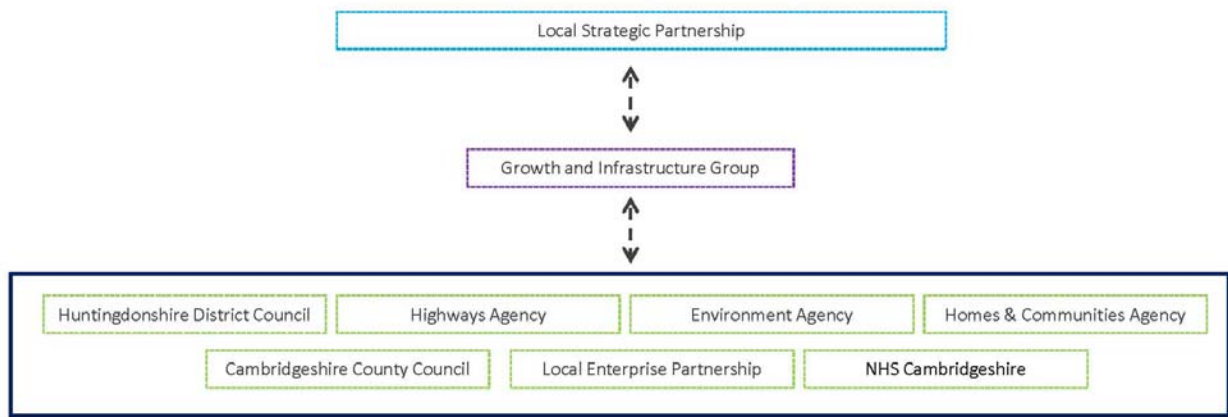 Local Strategic Partnership
Growth and Infrastructure Group
Huntingdonshire District Council
Highways Agency
Environment Agency
Homes & Communities Agency
Cambridgeshire County Council
Local Enterprise Partnership
NHS Cambridgeshire